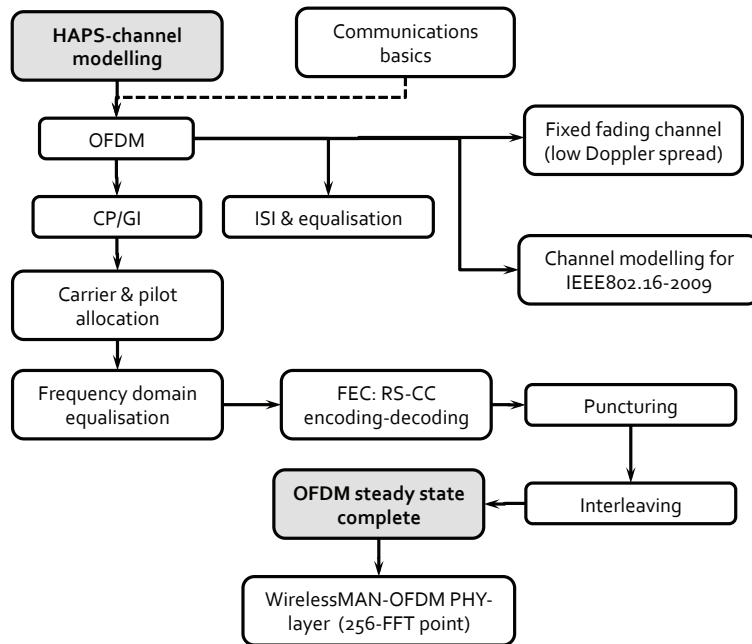 HAPS-channel
modelling
Communications
basics
OFDM
Fixed fading channel
(low Doppler spread)
CP/GI
ISI & equalisation
Channel modelling for
IEEE802.16-2009
Carrier & pilot
allocation
Frequency domain
equalisation
FEC: RS-CC
encoding-decoding
Puncturing
OFDM steady state
complete
Interleaving
WirelessMAN-OFDM PHY-
layer (256-FFT point)